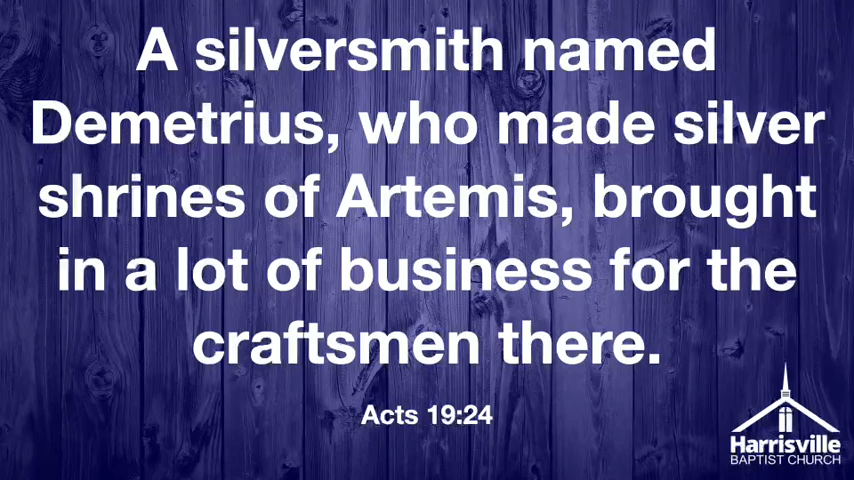 A silversmith named
Demetrius, who made silver
shrines of Artemis, brought
in a lot of business for the
craftsmen there.
Acts 19:24
Harrisville
BAPTIST CHURCH